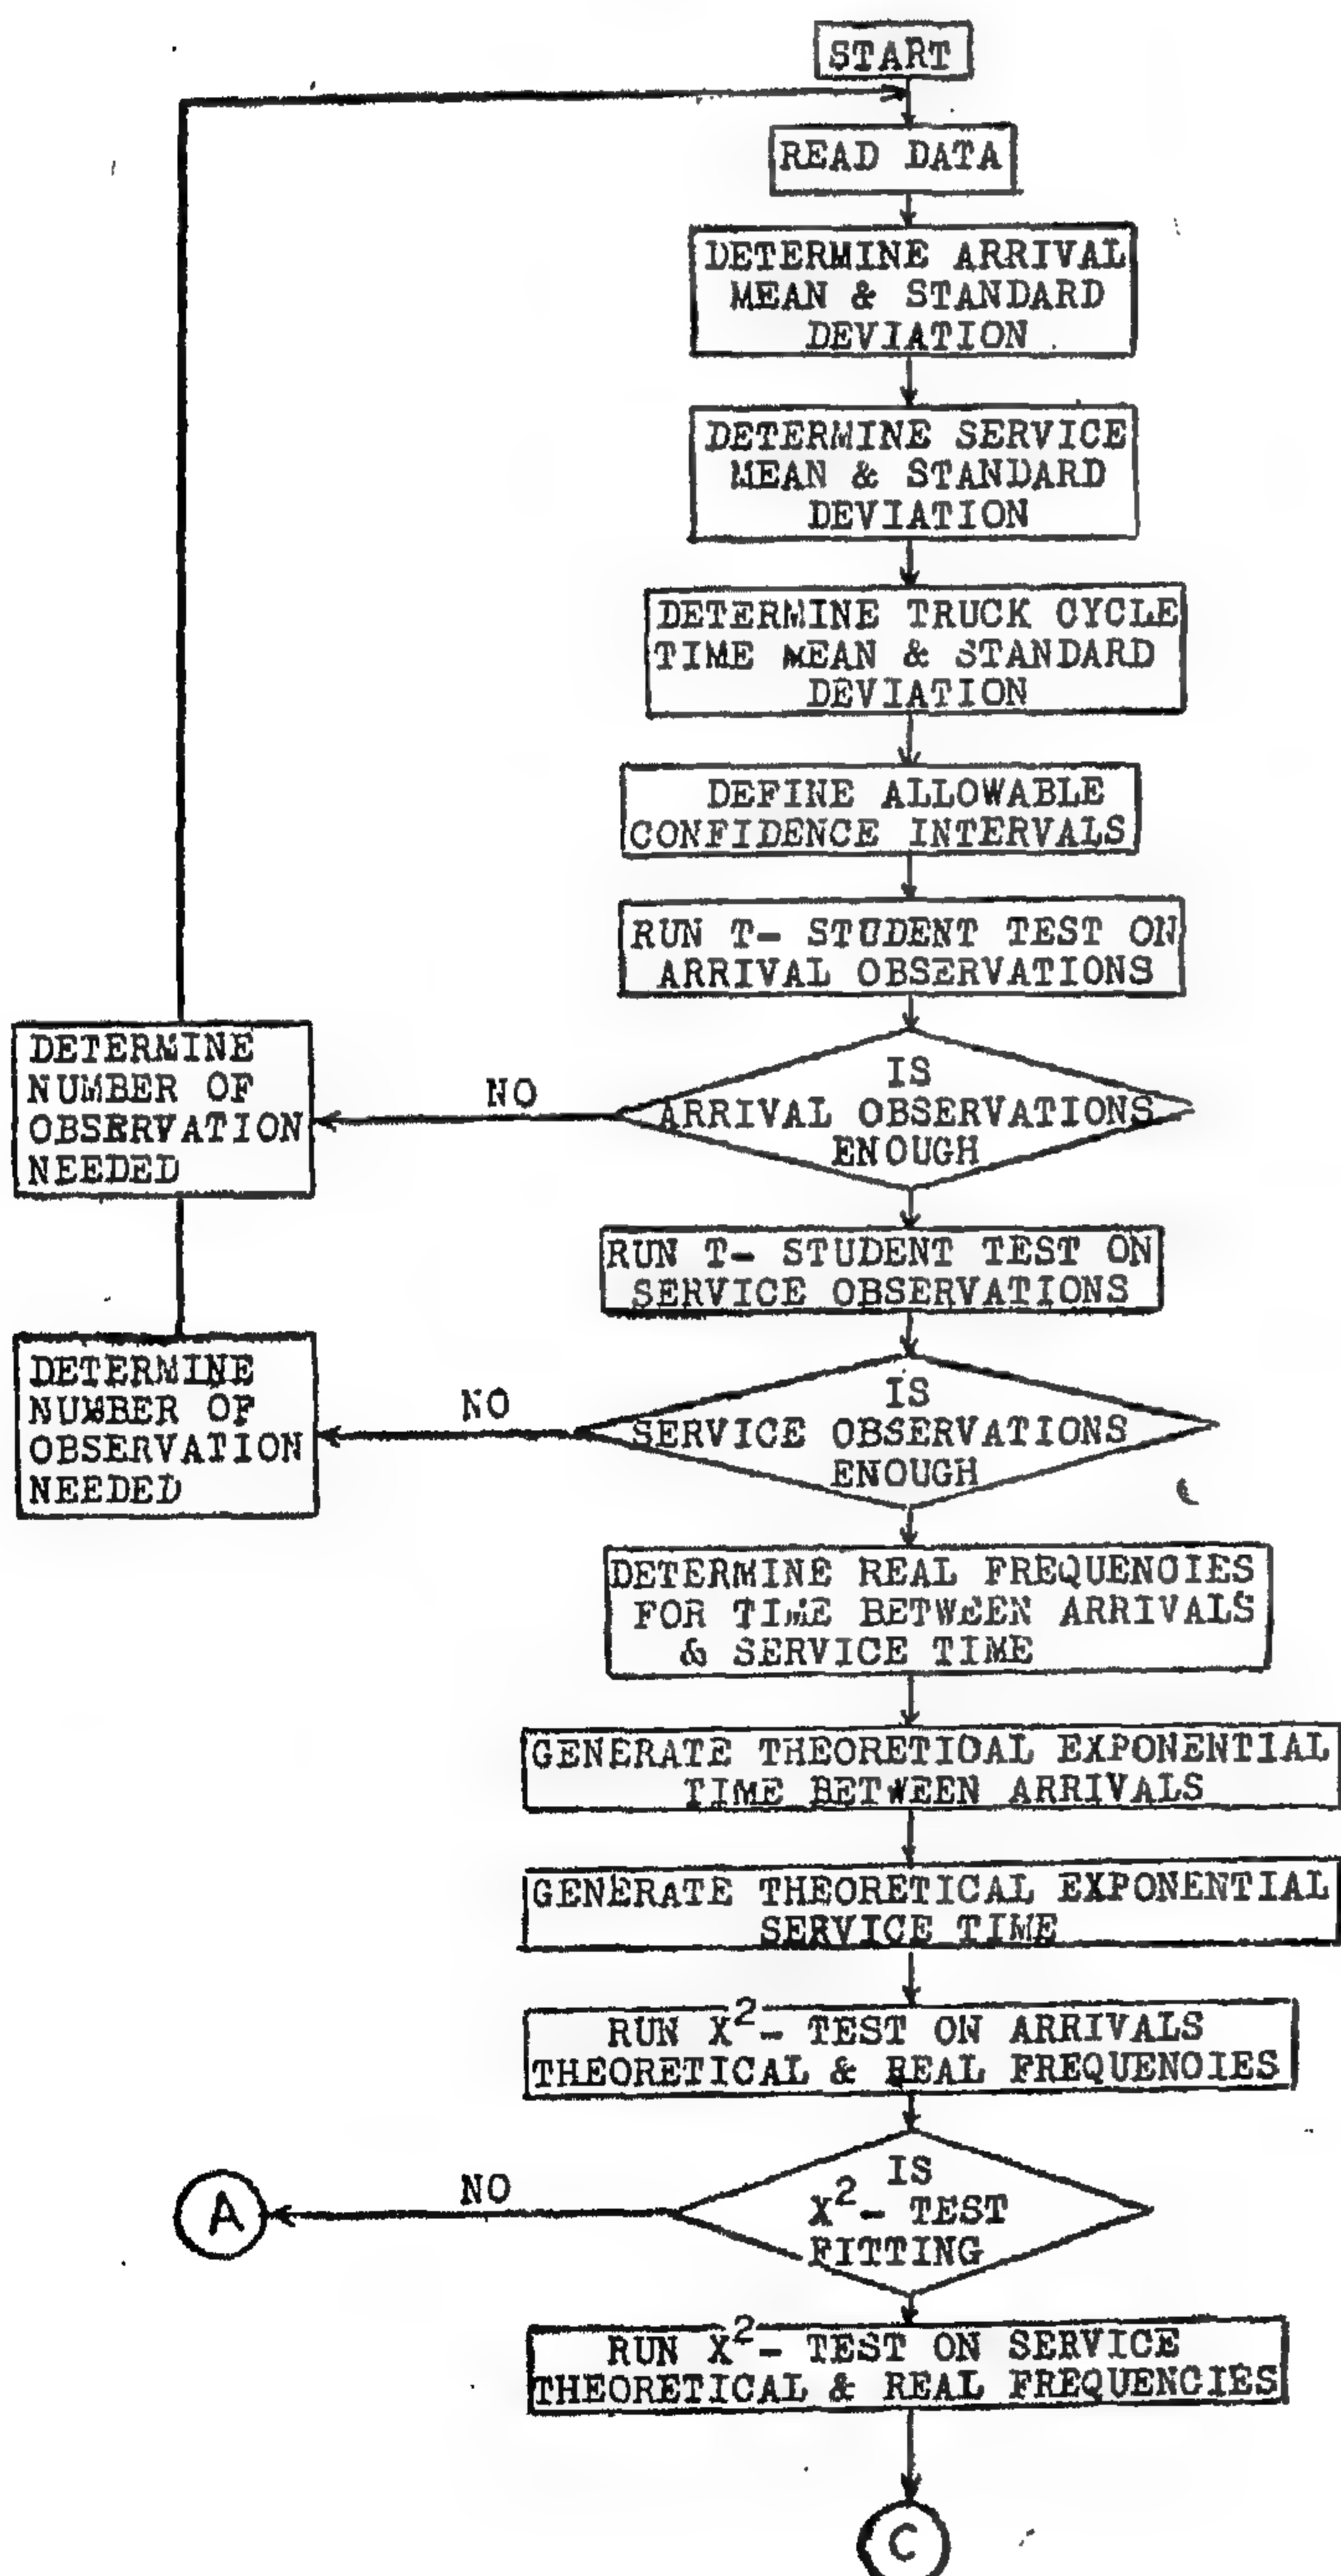 START
READ DATA
DETERMINE ARRIVAL
MEAN & STANDARD
DEVIATION
DETERMINE SERVICE
MEAN & STANDARD
DEVIATION
DETERMINE TRUCK CYCLE
TIME MEAN & STANDARD
DEVIATION
DEFINE ALLOWABLE
CONFIDENCE INTERVALS
RUN T- STUDENT TEST ON
ARRIVAL OBSERVATIONS
IS
ARRIVAL OBSERVATIONS
ENOUGH
NO
DETERMINE
NUMBER OF
OBSERVATION
NEEDED
RUN T- STUDENT TEST ON
SERVICE OBSERVATIONS
IS
SERVICE OBSERVATIONS
ENOUGH
NO
DETERMINE
NUMBER OF
OBSERVATION
NEEDED
DETERMINE REAL FREQUENCIES
FOR TIME BETWEEN ARRIVALS
& SERVICE TIME
GENERATE THEORETICAL EXPONENTIAL
TIME BETWEEN ARRIVALS
GENERATE THEORETICAL EXPONENTIAL
SERVICE TIME
RUN X²- TEST ON ARRIVALS
THEORETICAL & REAL FREQUENCIES
IS
X²- TEST
FITTING
NO
A
RUN X²- TEST ON SERVICE
THEORETICAL & REAL FREQUENCIES
C